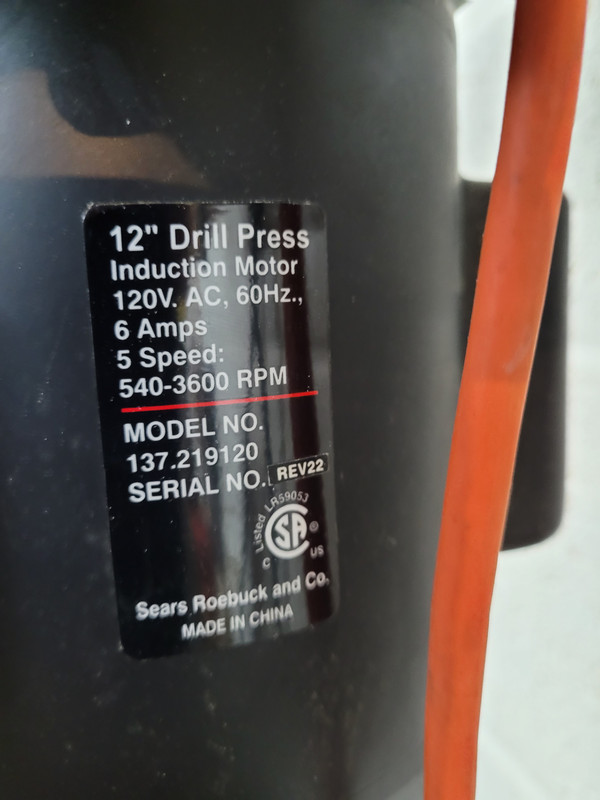 12" Drill Press
Induction Motor
120V. AC, 60Hz.,
6 Amps
5 Speed:
540-3600 RPM
MODEL NO.
137.219120
SERIAL NO. REV22
Listed LR59053
SA ®
C US
Sears Roebuck and Co.
MADE IN CHINA